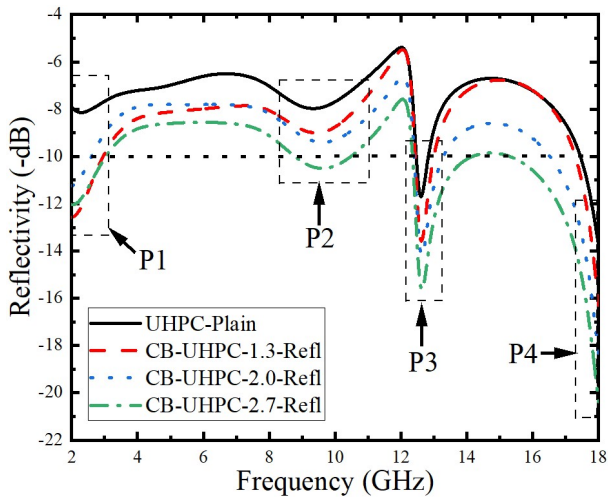 Reflectivity (-dB)
-4
-6
-8
-10
-12
-14
-16
-18
-20
-22
P1
P2
P3
P4
UHPC-Plain
CB-UHPC-1.3-Refl
CB-UHPC-2.0-Refl
CB-UHPC-2.7-Refl
2 4 6 8 10 12 14 16 18
Frequency (GHz)